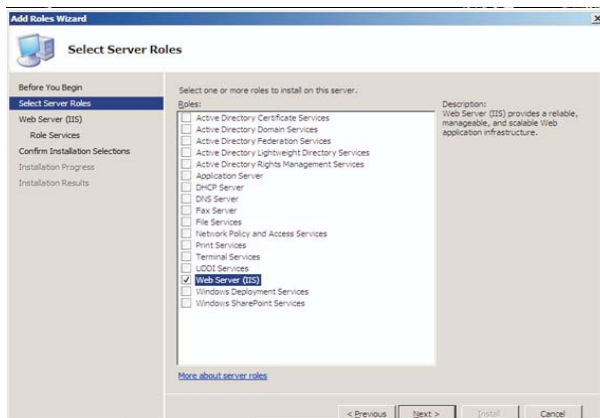 Add Roles Wizard
Select Server Roles
Before You Begin
Select Server Roles
Web Server (IIS)
Role Services
Confirm Installation Selections
Installation Progress
Installation Results
Select one or more roles to install on this server.
Roles:
Active Directory Certificate Services
Active Directory Domain Services
Active Directory Federation Services
Active Directory Lightweight Directory Services
Active Directory Rights Management Services
Application Server
DHCP Server
DNS Server
Fax Server
File Services
Network Policy and Access Services
Print Services
Terminal Services
UDDI Services
Web Server (IIS)
Windows Deployment Services
Windows SharePoint Services
More about server roles
Description:
Web Server (IIS) provides a reliable,
manageable, and scalable Web
application infrastructure.
< Previous
Next >
Install
Cancel